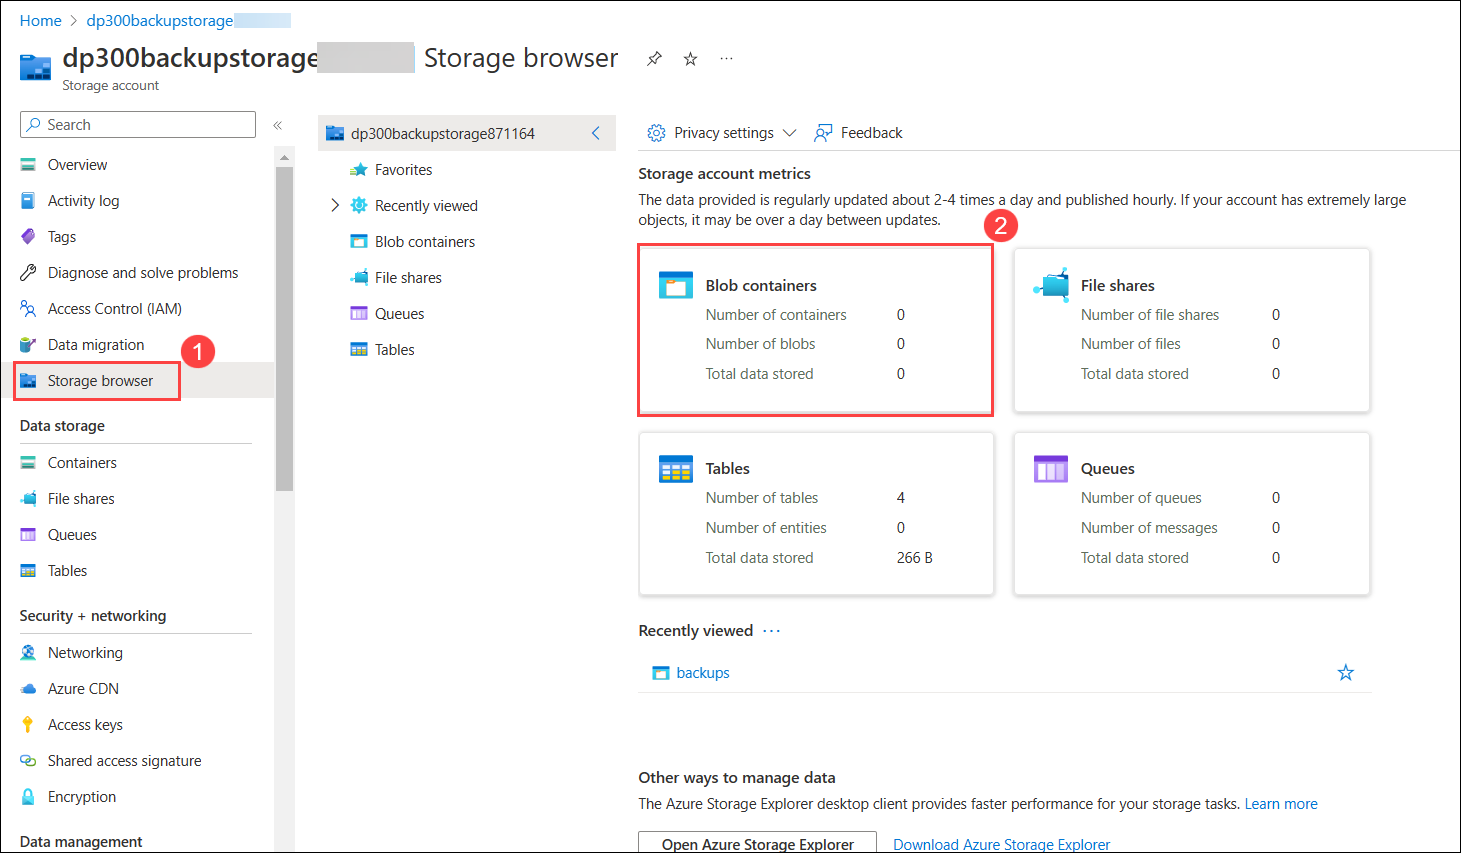 Home > dp300backupstorage
dp300backupstorage Storage browser ...
Storage account
Search «
Overview
Activity log
Tags
Diagnose and solve problems
Access Control (IAM)
Data migration
1
Storage browser
Data storage
Containers
File shares
Queues
Tables
Security + networking
Networking
Azure CDN
Access keys
Shared access signature
Encryption
Data management
dp300backupstorage871164
Favorites
Recently viewed
Blob containers
File shares
Queues
Tables
Privacy settings
Feedback
Storage account metrics
The data provided is regularly updated about 2-4 times a day and published hourly. If your account has extremely large
objects, it may be over a day between updates.
2
Blob containers
Number of containers 0
Number of blobs 0
Total data stored 0
File shares
Number of file shares 0
Number of files 0
Total data stored 0
Tables
Number of tables 4
Number of entities 0
Total data stored 266 B
Queues
Number of queues 0
Number of messages 0
Total data stored 0
Recently viewed ...
backups
Other ways to manage data
The Azure Storage Explorer desktop client provides faster performance for your storage tasks. Learn more
Open Azure Storage Explorer
Download Azure Storage Explorer